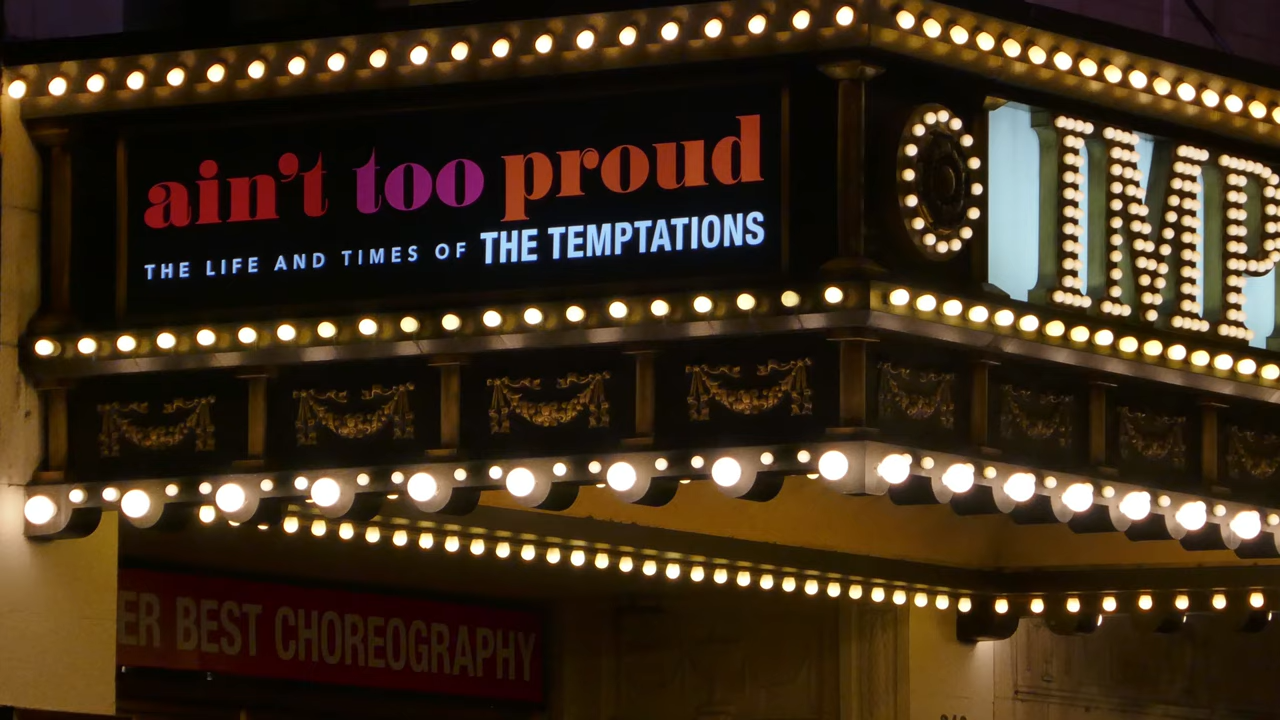 ain't too proud
THE LIFE AND TIMES OF THE TEMPTATIONS
IMP
ER BEST CHOREOGRAPHY